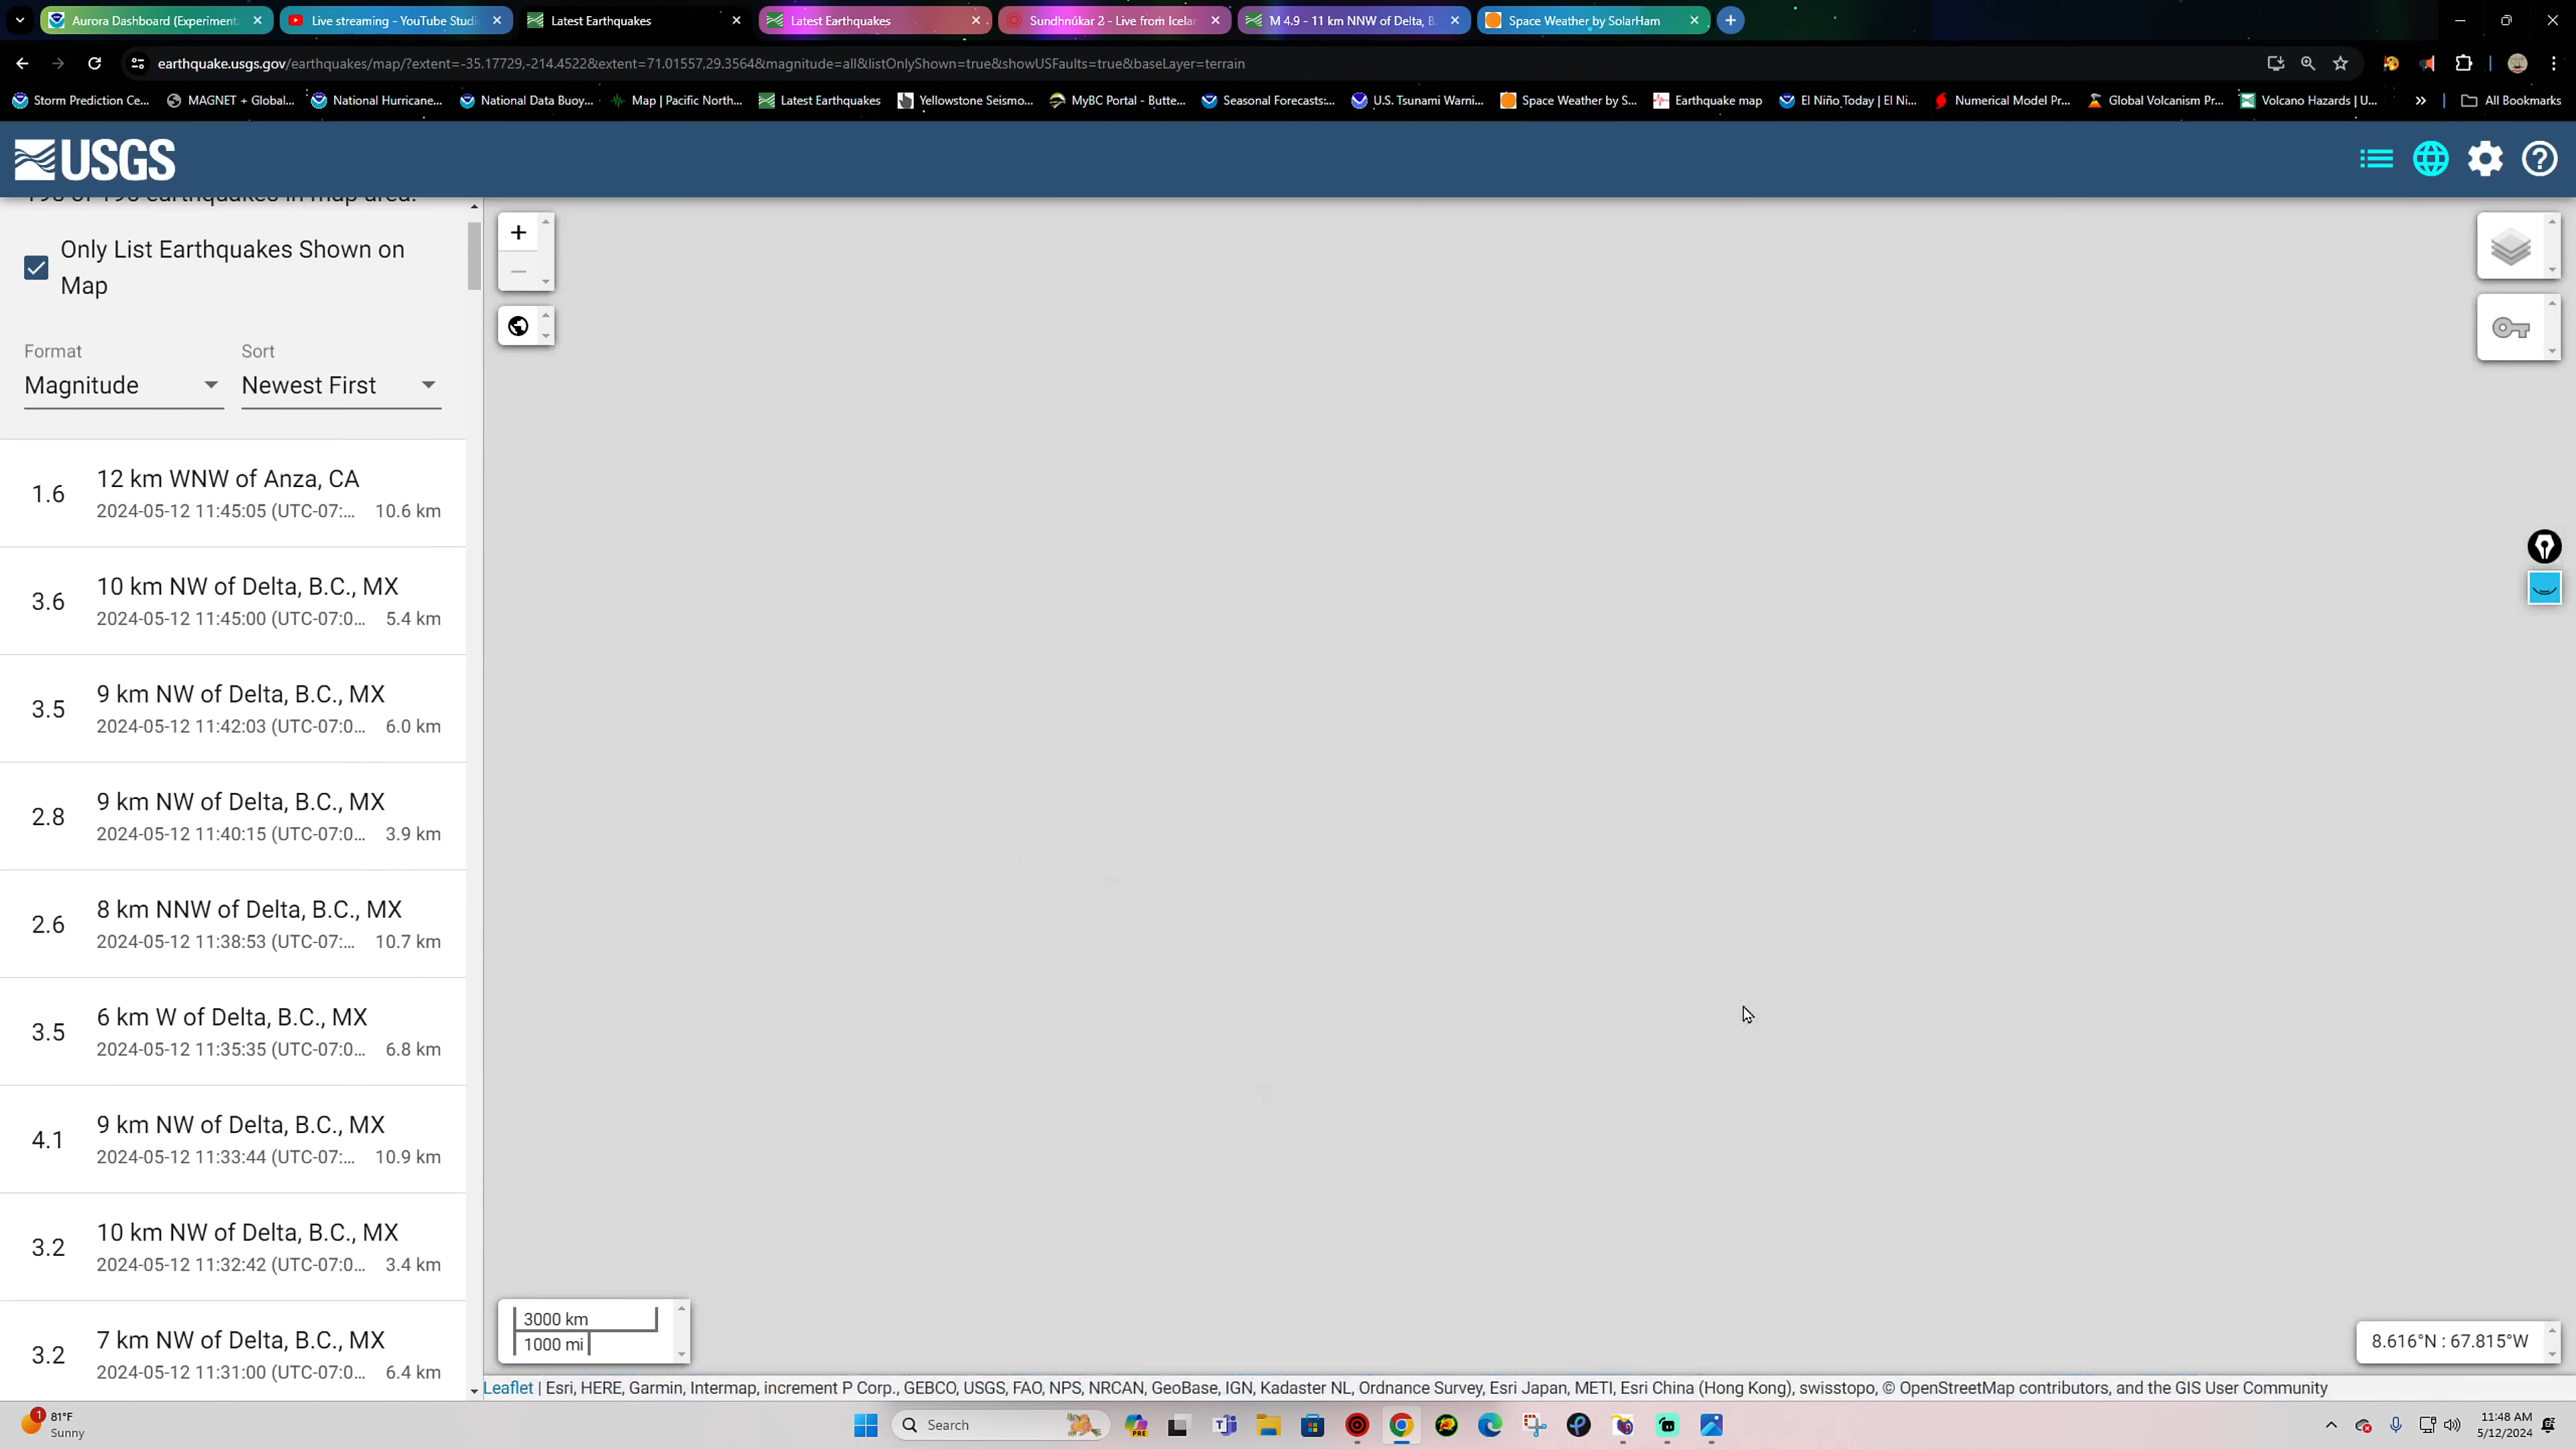 Aurora Dashboard (Experiment
Live streaming - YouTube Studi
Latest Earthquakes
Latest Earthquakes
Sundhnúkar 2 - Live from Icelan
M 4.9 - 11 km NNW of Delta, B.
Space Weather by SolarHam
earthquake.usgs.gov/earthquakes/map/?extent=-35.17729,-214.4522&extent=71.01557,29.3564&magnitude=all&listOnlyShown=true&showUSFaults=true&baseLayer=terrain
Storm Prediction Ce...
MAGNET + Global...
National Hurricane...
National Data Buoy...
Map | Pacific North...
Latest Earthquakes
Yellowstone Seismo...
MyBC Portal - Butte...
Seasonal Forecasts:...
U.S. Tsunami Warni...
Space Weather by S...
Earthquake map
El Niño Today | El Ni...
Numerical Model Pr...
Global Volcanism Pr...
Volcano Hazards | U...
All Bookmarks
USGS
earthquakes in map area.
Only List Earthquakes Shown on
Map
Format
Magnitude
Sort
Newest First
1.6
12 km WNW of Anza, CA
2024-05-12 11:45:05 (UTC-07:... 10.6 km
3.6
10 km NW of Delta, B.C., MX
2024-05-12 11:45:00 (UTC-07:0... 5.4 km
3.5
9 km NW of Delta, B.C., MX
2024-05-12 11:42:03 (UTC-07:0... 6.0 km
2.8
9 km NW of Delta, B.C., MX
2024-05-12 11:40:15 (UTC-07:0... 3.9 km
2.6
8 km NNW of Delta, B.C., MX
2024-05-12 11:38:53 (UTC-07:... 10.7 km
3.5
6 km W of Delta, B.C., MX
2024-05-12 11:35:35 (UTC-07:0... 6.8 km
4.1
9 km NW of Delta, B.C., MX
2024-05-12 11:33:44 (UTC-07:... 10.9 km
3.2
10 km NW of Delta, B.C., MX
2024-05-12 11:32:42 (UTC-07:0... 3.4 km
3.2
7 km NW of Delta, B.C., MX
2024-05-12 11:31:00 (UTC-07:0... 6.4 km
3000 km
1000 mi
8.616°N : 67.815°W
Leaflet | Esri, HERE, Garmin, Intermap, increment P Corp., GEBCO, USGS, FAO, NPS, NRCAN, GeoBase, IGN, Kadaster NL, Ordnance Survey, Esri Japan, METI, Esri China (Hong Kong), swisstopo, © OpenStreetMap contributors, and the GIS User Community
1
81°F
Sunny
Search
PRE
11:48 AM
5/12/2024